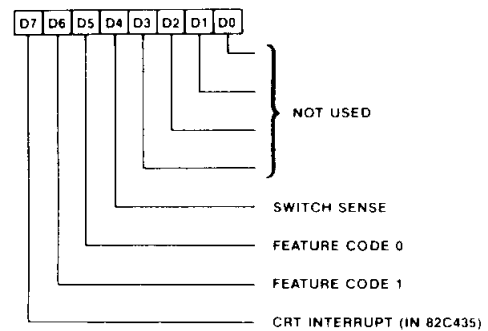 D7 D6 D5 D4 D3 D2 D1 D0
NOT USED
SWITCH SENSE
FEATURE CODE 0
FEATURE CODE 1
CRT INTERRUPT (IN 82C435)